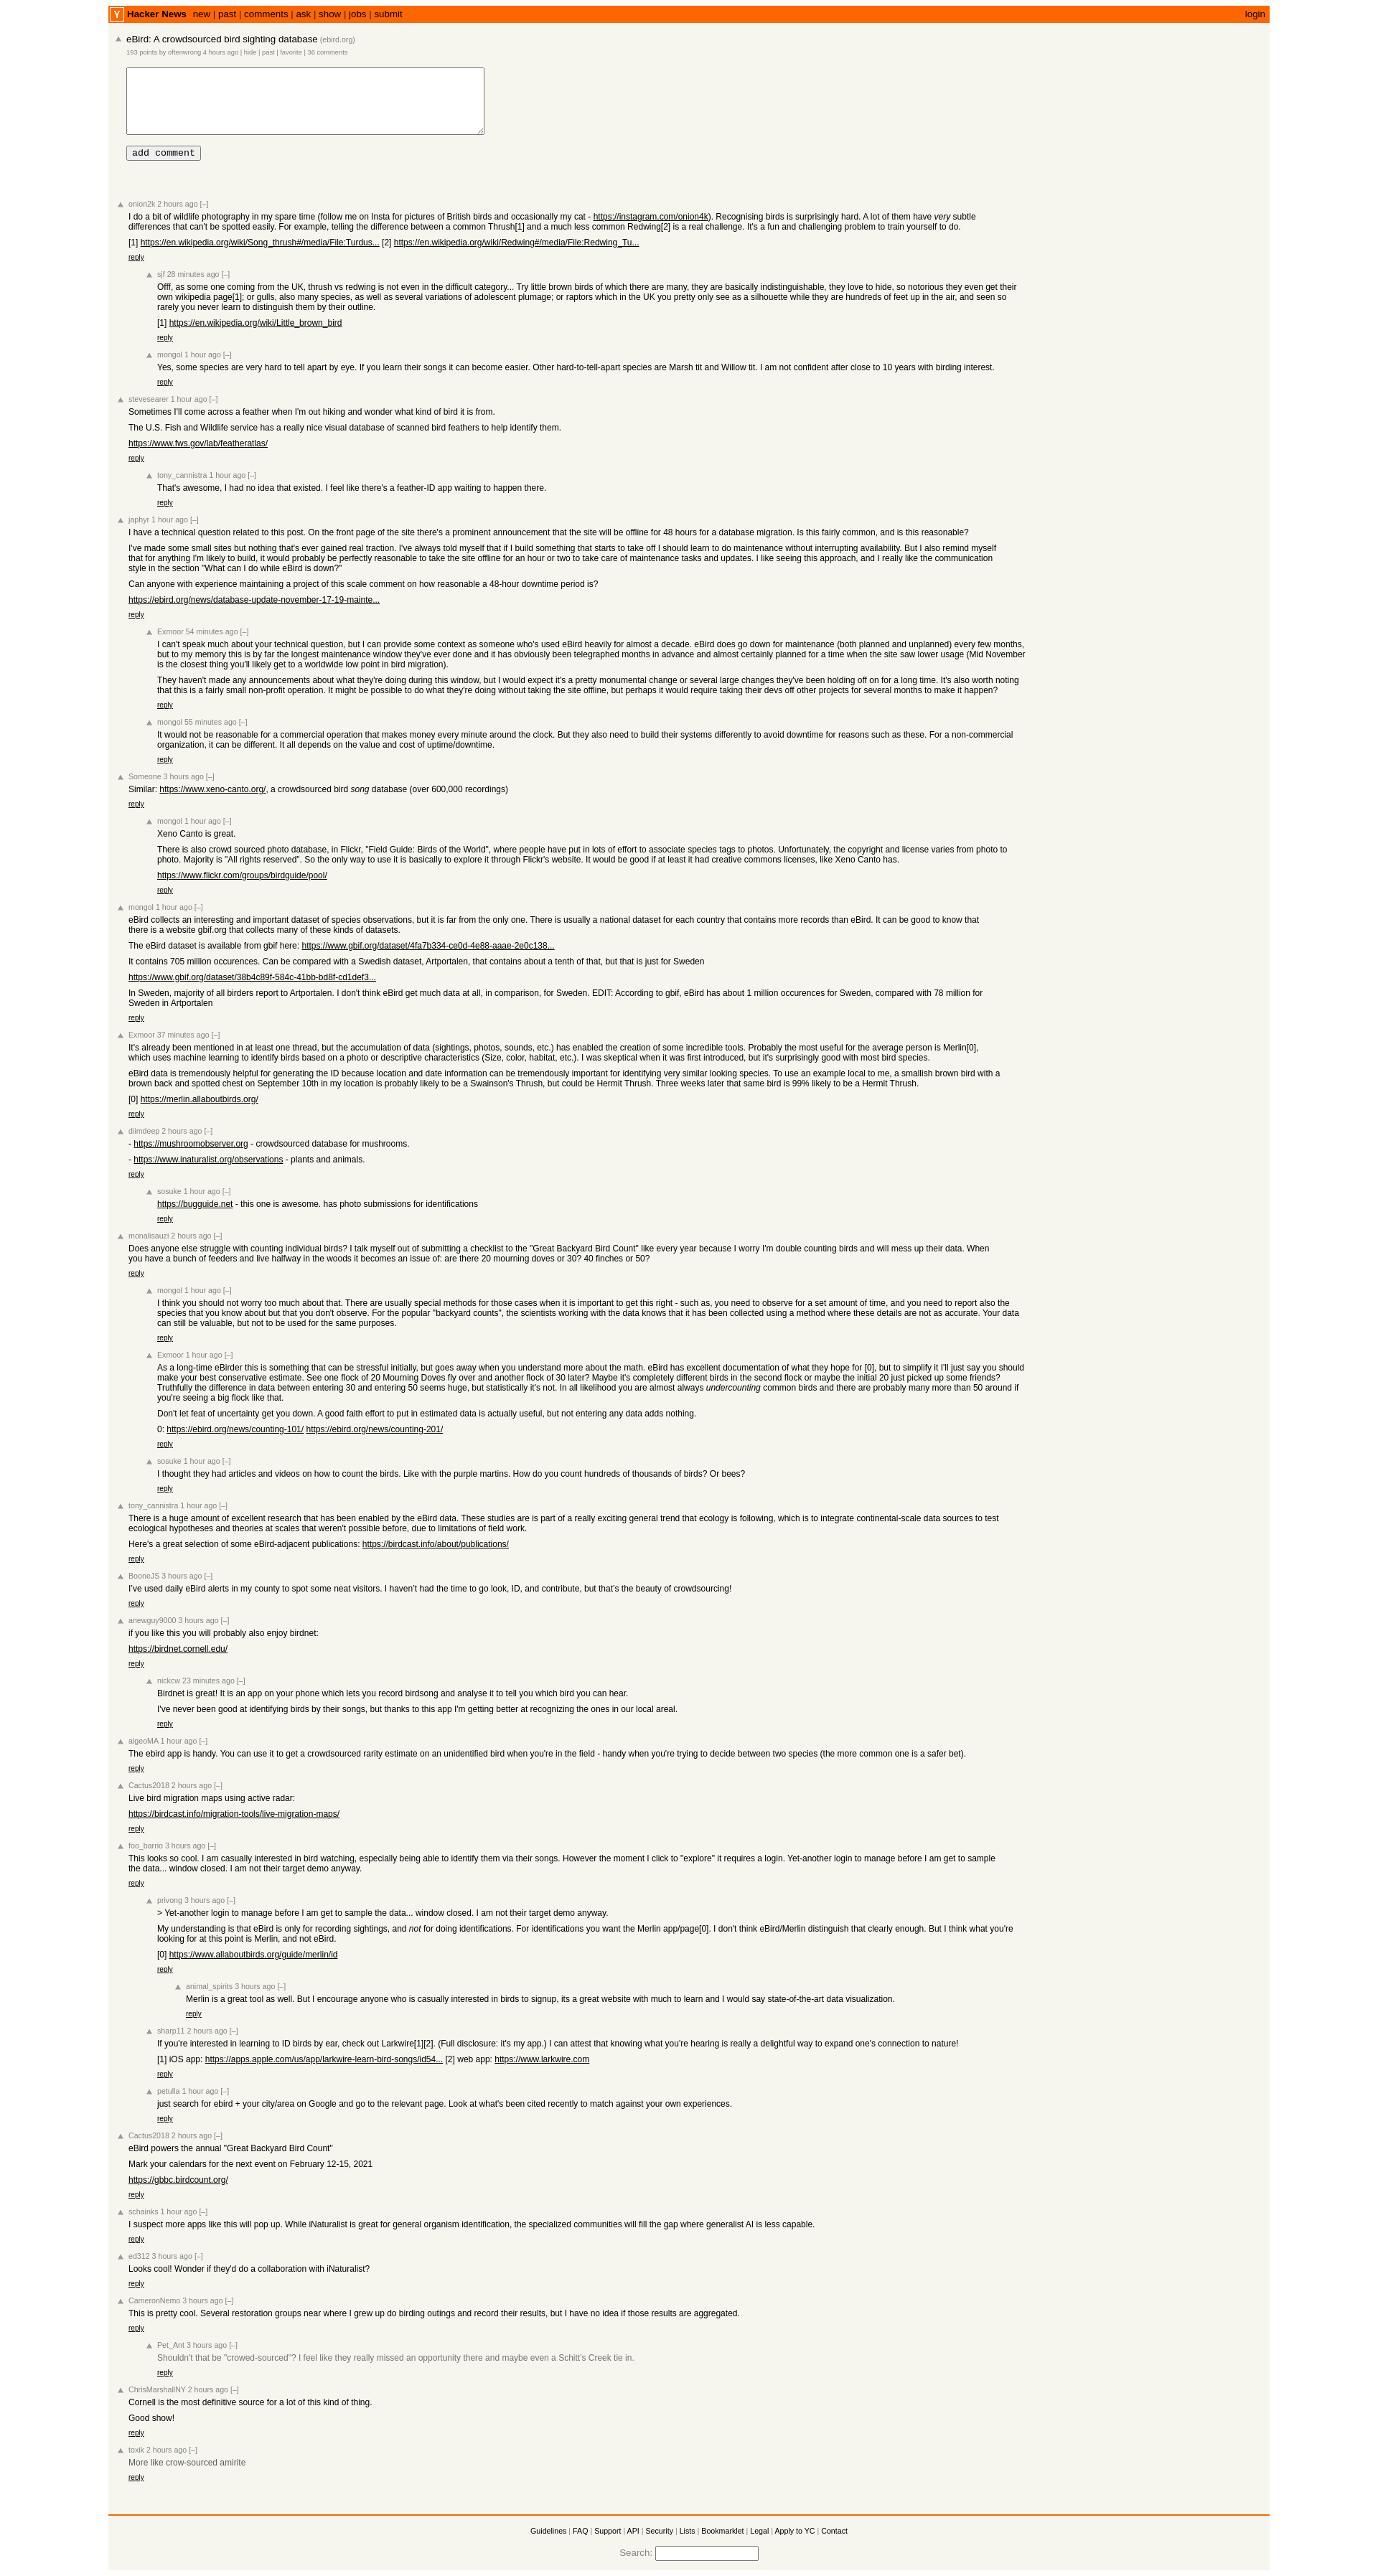 Y Hacker News new | past | comments | ask | show | jobs | submit login
eBird: A crowdsourced bird sighting database (ebird.org)
193 points by oftenwrong 4 hours ago | hide | past | favorite | 36 comments
add comment
onion2k 2 hours ago [–]
I do a bit of wildlife photography in my spare time (follow me on Insta for pictures of British birds and occasionally my cat - https://instagram.com/onion4k). Recognising birds is surprisingly hard. A lot of them have very subtle
differences that can't be spotted easily. For example, telling the difference between a common Thrush[1] and a much less common Redwing[2] is a real challenge. It's a fun and challenging problem to train yourself to do.
[1] https://en.wikipedia.org/wiki/Song_thrush#/media/File:Turdus... [2] https://en.wikipedia.org/wiki/Redwing#/media/File:Redwing_Tu...
reply
sjf 28 minutes ago [–]
Offf, as some one coming from the UK, thrush vs redwing is not even in the difficult category... Try little brown birds of which there are many, they are basically indistinguishable, they love to hide, so notorious they even get their
own wikipedia page[1]; or gulls, also many species, as well as several variations of adolescent plumage; or raptors which in the UK you pretty only see as a silhouette while they are hundreds of feet up in the air, and seen so
rarely you never learn to distinguish them by their outline.
[1] https://en.wikipedia.org/wiki/Little_brown_bird
reply
mongol 1 hour ago [–]
Yes, some species are very hard to tell apart by eye. If you learn their songs it can become easier. Other hard-to-tell-apart species are Marsh tit and Willow tit. I am not confident after close to 10 years with birding interest.
reply
stevesearer 1 hour ago [–]
Sometimes I'll come across a feather when I'm out hiking and wonder what kind of bird it is from.
The U.S. Fish and Wildlife service has a really nice visual database of scanned bird feathers to help identify them.
https://www.fws.gov/lab/featheratlas/
reply
tony_cannistra 1 hour ago [–]
That's awesome, I had no idea that existed. I feel like there's a feather-ID app waiting to happen there.
reply
japhyr 1 hour ago [–]
I have a technical question related to this post. On the front page of the site there's a prominent announcement that the site will be offline for 48 hours for a database migration. Is this fairly common, and is this reasonable?
I've made some small sites but nothing that's ever gained real traction. I've always told myself that if I build something that starts to take off I should learn to do maintenance without interrupting availability. But I also remind myself
that for anything I'm likely to build, it would probably be perfectly reasonable to take the site offline for an hour or two to take care of maintenance tasks and updates. I like seeing this approach, and I really like the communication
style in the section "What can I do while eBird is down?"
Can anyone with experience maintaining a project of this scale comment on how reasonable a 48-hour downtime period is?
https://ebird.org/news/database-update-november-17-19-mainte...
reply
Exmoor 54 minutes ago [–]
I can't speak much about your technical question, but I can provide some context as someone who's used eBird heavily for almost a decade. eBird does go down for maintenance (both planned and unplanned) every few months,
but to my memory this is by far the longest maintenance window they've ever done and it has obviously been telegraphed months in advance and almost certainly planned for a time when the site saw lower usage (Mid November
is the closest thing you'll likely get to a worldwide low point in bird migration).
They haven't made any announcements about what they're doing during this window, but I would expect it's a pretty monumental change or several large changes they've been holding off on for a long time. It's also worth noting
that this is a fairly small non-profit operation. It might be possible to do what they're doing without taking the site offline, but perhaps it would require taking their devs off other projects for several months to make it happen?
reply
mongol 55 minutes ago [–]
It would not be reasonable for a commercial operation that makes money every minute around the clock. But they also need to build their systems differently to avoid downtime for reasons such as these. For a non-commercial
organization, it can be different. It all depends on the value and cost of uptime/downtime.
reply
Someone 3 hours ago [–]
Similar: https://www.xeno-canto.org/, a crowdsourced bird song database (over 600,000 recordings)
reply
mongol 1 hour ago [–]
Xeno Canto is great.
There is also crowd sourced photo database, in Flickr, "Field Guide: Birds of the World", where people have put in lots of effort to associate species tags to photos. Unfortunately, the copyright and license varies from photo to
photo. Majority is "All rights reserved". So the only way to use it is basically to explore it through Flickr's website. It would be good if at least it had creative commons licenses, like Xeno Canto has.
https://www.flickr.com/groups/birdguide/pool/
reply
mongol 1 hour ago [–]
eBird collects an interesting and important dataset of species observations, but it is far from the only one. There is usually a national dataset for each country that contains more records than eBird. It can be good to know that
there is a website gbif.org that collects many of these kinds of datasets.
The eBird dataset is available from gbif here: https://www.gbif.org/dataset/4fa7b334-ce0d-4e88-aaae-2e0c138...
It contains 705 million occurences. Can be compared with a Swedish dataset, Artportalen, that contains about a tenth of that, but that is just for Sweden
https://www.gbif.org/dataset/38b4c89f-584c-41bb-bd8f-cd1def3...
In Sweden, majority of all birders report to Artportalen. I don't think eBird get much data at all, in comparison, for Sweden. EDIT: According to gbif, eBird has about 1 million occurences for Sweden, compared with 78 million for
Sweden in Artportalen
reply
Exmoor 37 minutes ago [–]
It's already been mentioned in at least one thread, but the accumulation of data (sightings, photos, sounds, etc.) has enabled the creation of some incredible tools. Probably the most useful for the average person is Merlin[0],
which uses machine learning to identify birds based on a photo or descriptive characteristics (Size, color, habitat, etc.). I was skeptical when it was first introduced, but it's surprisingly good with most bird species.
eBird data is tremendously helpful for generating the ID because location and date information can be tremendously important for identifying very similar looking species. To use an example local to me, a smallish brown bird with a
brown back and spotted chest on September 10th in my location is probably likely to be a Swainson's Thrush, but could be Hermit Thrush. Three weeks later that same bird is 99% likely to be a Hermit Thrush.
[0] https://merlin.allaboutbirds.org/
reply
diimdeep 2 hours ago [–]
- https://mushroomobserver.org - crowdsourced database for mushrooms.
- https://www.inaturalist.org/observations - plants and animals.
reply
sosuke 1 hour ago [–]
https://bugguide.net - this one is awesome. has photo submissions for identifications
reply
monalisauzi 2 hours ago [–]
Does anyone else struggle with counting individual birds? I talk myself out of submitting a checklist to the "Great Backyard Bird Count" like every year because I worry I'm double counting birds and will mess up their data. When
you have a bunch of feeders and live halfway in the woods it becomes an issue of: are there 20 mourning doves or 30? 40 finches or 50?
reply
mongol 1 hour ago [–]
I think you should not worry too much about that. There are usually special methods for those cases when it is important to get this right - such as, you need to observe for a set amount of time, and you need to report also the
species that you know about but that you don't observe. For the popular "backyard counts", the scientists working with the data knows that it has been collected using a method where these details are not as accurate. Your data
can still be valuable, but not to be used for the same purposes.
reply
Exmoor 1 hour ago [–]
As a long-time eBirder this is something that can be stressful initially, but goes away when you understand more about the math. eBird has excellent documentation of what they hope for [0], but to simplify it I'll just say you should
make your best conservative estimate. See one flock of 20 Mourning Doves fly over and another flock of 30 later? Maybe it's completely different birds in the second flock or maybe the initial 20 just picked up some friends?
Truthfully the difference in data between entering 30 and entering 50 seems huge, but statistically it's not. In all likelihood you are almost always undercounting common birds and there are probably many more than 50 around if
you're seeing a big flock like that.
Don't let feat of uncertainty get you down. A good faith effort to put in estimated data is actually useful, but not entering any data adds nothing.
0: https://ebird.org/news/counting-101/ https://ebird.org/news/counting-201/
reply
sosuke 1 hour ago [–]
I thought they had articles and videos on how to count the birds. Like with the purple martins. How do you count hundreds of thousands of birds? Or bees?
reply
tony_cannistra 1 hour ago [–]
There is a huge amount of excellent research that has been enabled by the eBird data. These studies are is part of a really exciting general trend that ecology is following, which is to integrate continental-scale data sources to test
ecological hypotheses and theories at scales that weren't possible before, due to limitations of field work.
Here's a great selection of some eBird-adjacent publications: https://birdcast.info/about/publications/
reply
BooneJS 3 hours ago [–]
I've used daily eBird alerts in my county to spot some neat visitors. I haven't had the time to go look, ID, and contribute, but that's the beauty of crowdsourcing!
reply
anewguy9000 3 hours ago [–]
if you like this you will probably also enjoy birdnet:
https://birdnet.cornell.edu/
reply
nickcw 23 minutes ago [–]
Birdnet is great! It is an app on your phone which lets you record birdsong and analyse it to tell you which bird you can hear.
I've never been good at identifying birds by their songs, but thanks to this app I'm getting better at recognizing the ones in our local areal.
reply
algeoMA 1 hour ago [–]
The ebird app is handy. You can use it to get a crowdsourced rarity estimate on an unidentified bird when you're in the field - handy when you're trying to decide between two species (the more common one is a safer bet).
reply
Cactus2018 2 hours ago [–]
Live bird migration maps using active radar:
https://birdcast.info/migration-tools/live-migration-maps/
reply
foo_barrio 3 hours ago [–]
This looks so cool. I am casually interested in bird watching, especially being able to identify them via their songs. However the moment I click to "explore" it requires a login. Yet-another login to manage before I am get to sample
the data... window closed. I am not their target demo anyway.
reply
privong 3 hours ago [–]
> Yet-another login to manage before I am get to sample the data... window closed. I am not their target demo anyway.
My understanding is that eBird is only for recording sightings, and not for doing identifications. For identifications you want the Merlin app/page[0]. I don't think eBird/Merlin distinguish that clearly enough. But I think what you're
looking for at this point is Merlin, and not eBird.
[0] https://www.allaboutbirds.org/guide/merlin/id
reply
animal_spirits 3 hours ago [–]
Merlin is a great tool as well. But I encourage anyone who is casually interested in birds to signup, its a great website with much to learn and I would say state-of-the-art data visualization.
reply
sharp11 2 hours ago [–]
If you're interested in learning to ID birds by ear, check out Larkwire[1][2]. (Full disclosure: it's my app.) I can attest that knowing what you're hearing is really a delightful way to expand one's connection to nature!
[1] iOS app: https://apps.apple.com/us/app/larkwire-learn-bird-songs/id54... [2] web app: https://www.larkwire.com
reply
petulla 1 hour ago [–]
just search for ebird + your city/area on Google and go to the relevant page. Look at what's been cited recently to match against your own experiences.
reply
Cactus2018 2 hours ago [–]
eBird powers the annual "Great Backyard Bird Count"
Mark your calendars for the next event on February 12-15, 2021
https://gbbc.birdcount.org/
reply
schainks 1 hour ago [–]
I suspect more apps like this will pop up. While iNaturalist is great for general organism identification, the specialized communities will fill the gap where generalist AI is less capable.
reply
ed312 3 hours ago [–]
Looks cool! Wonder if they'd do a collaboration with iNaturalist?
reply
CameronNemo 3 hours ago [–]
This is pretty cool. Several restoration groups near where I grew up do birding outings and record their results, but I have no idea if those results are aggregated.
reply
Pet_Ant 3 hours ago [–]
Shouldn't that be "crowed-sourced"? I feel like they really missed an opportunity there and maybe even a Schitt's Creek tie in.
reply
ChrisMarshallNY 2 hours ago [–]
Cornell is the most definitive source for a lot of this kind of thing.
Good show!
reply
toxik 2 hours ago [–]
More like crow-sourced amirite
reply
Guidelines | FAQ | Support | API | Security | Lists | Bookmarklet | Legal | Apply to YC | Contact
Search: